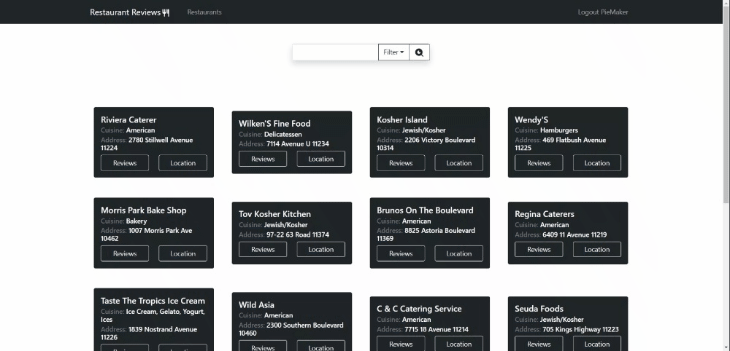 Restaurant Reviews Restaurants Logout PieMaker
Filter
Riviera Caterer
Cuisine: American
Address: 2780 Stillwell Avenue
11224
Reviews Location
Wilken'S Fine Food
Cuisine: Delicatessen
Address: 7114 Avenue U 11234
Reviews Location
Kosher Island
Cuisine: Jewish/Kosher
Address: 2206 Victory Boulevard
10314
Reviews Location
Wendy'S
Cuisine: Hamburgers
Address: 469 Flatbush Avenue
11225
Reviews Location
Morris Park Bake Shop
Cuisine: Bakery
Address: 1007 Morris Park Ave
10462
Reviews Location
Tov Kosher Kitchen
Cuisine: Jewish/Kosher
Address: 97-22 63 Road 11374
Reviews Location
Brunos On The Boulevard
Cuisine: American
Address: 8825 Astoria Boulevard
11369
Reviews Location
Regina Caterers
Cuisine: American
Address: 6409 11 Avenue 11219
Reviews Location
Taste The Tropics Ice Cream
Cuisine: Ice Cream, Gelato, Yogurt,
Ices
Address: 1839 Nostrand Avenue
11226
Reviews Location
Wild Asia
Cuisine: American
Address: 2300 Southern Boulevard
10460
Reviews Location
C & C Catering Service
Cuisine: American
Address: 7715 18 Avenue 11214
Reviews Location
Seuda Foods
Cuisine: Jewish/Kosher
Address: 705 Kings Highway 11223
Reviews Location